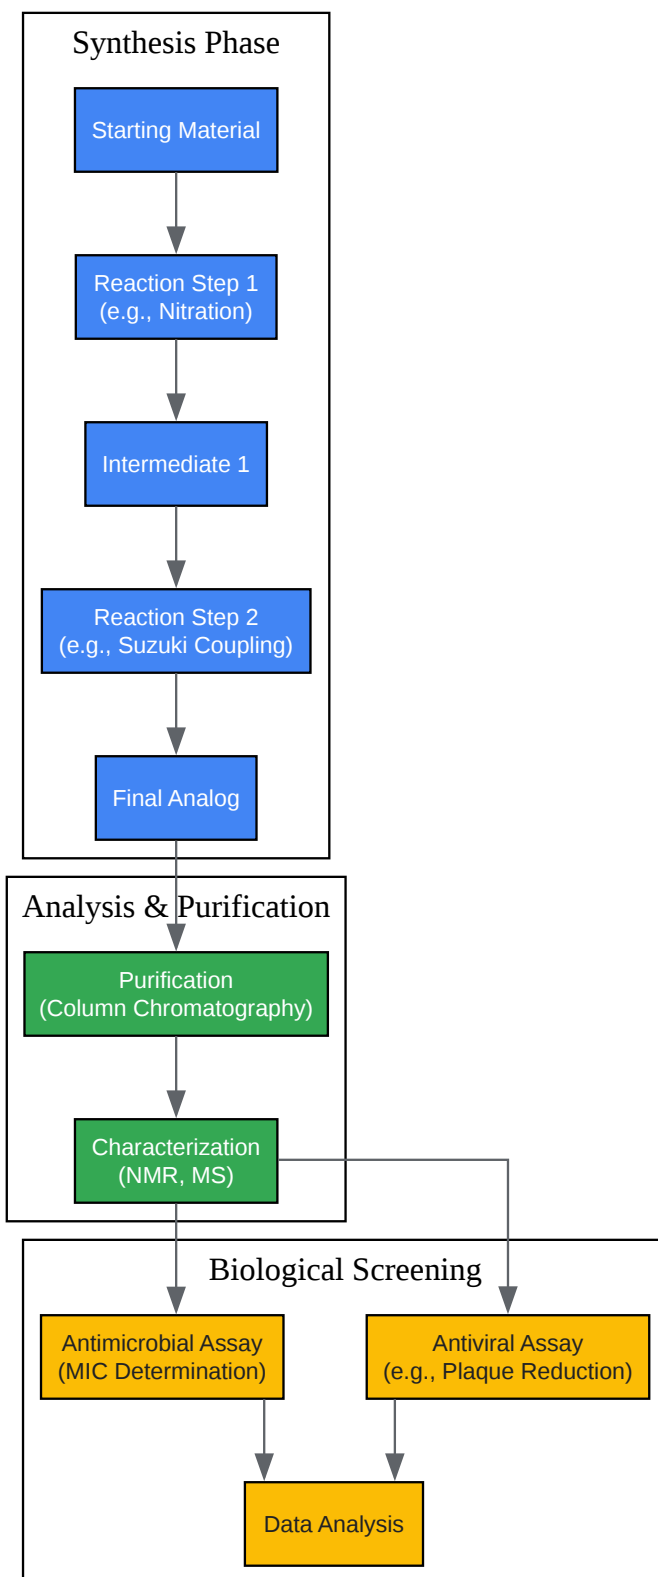 Synthesis Phase
Starting Material
Reaction Step 1
(e.g., Nitration)
Intermediate 1
Reaction Step 2
(e.g., Suzuki Coupling)
Final Analog
Analysis & Purification
Purification
(Column Chromatography)
Characterization
(NMR, MS)
Biological Screening
Antimicrobial Assay
(MIC Determination)
Antiviral Assay
(e.g., Plaque Reduction)
Data Analysis